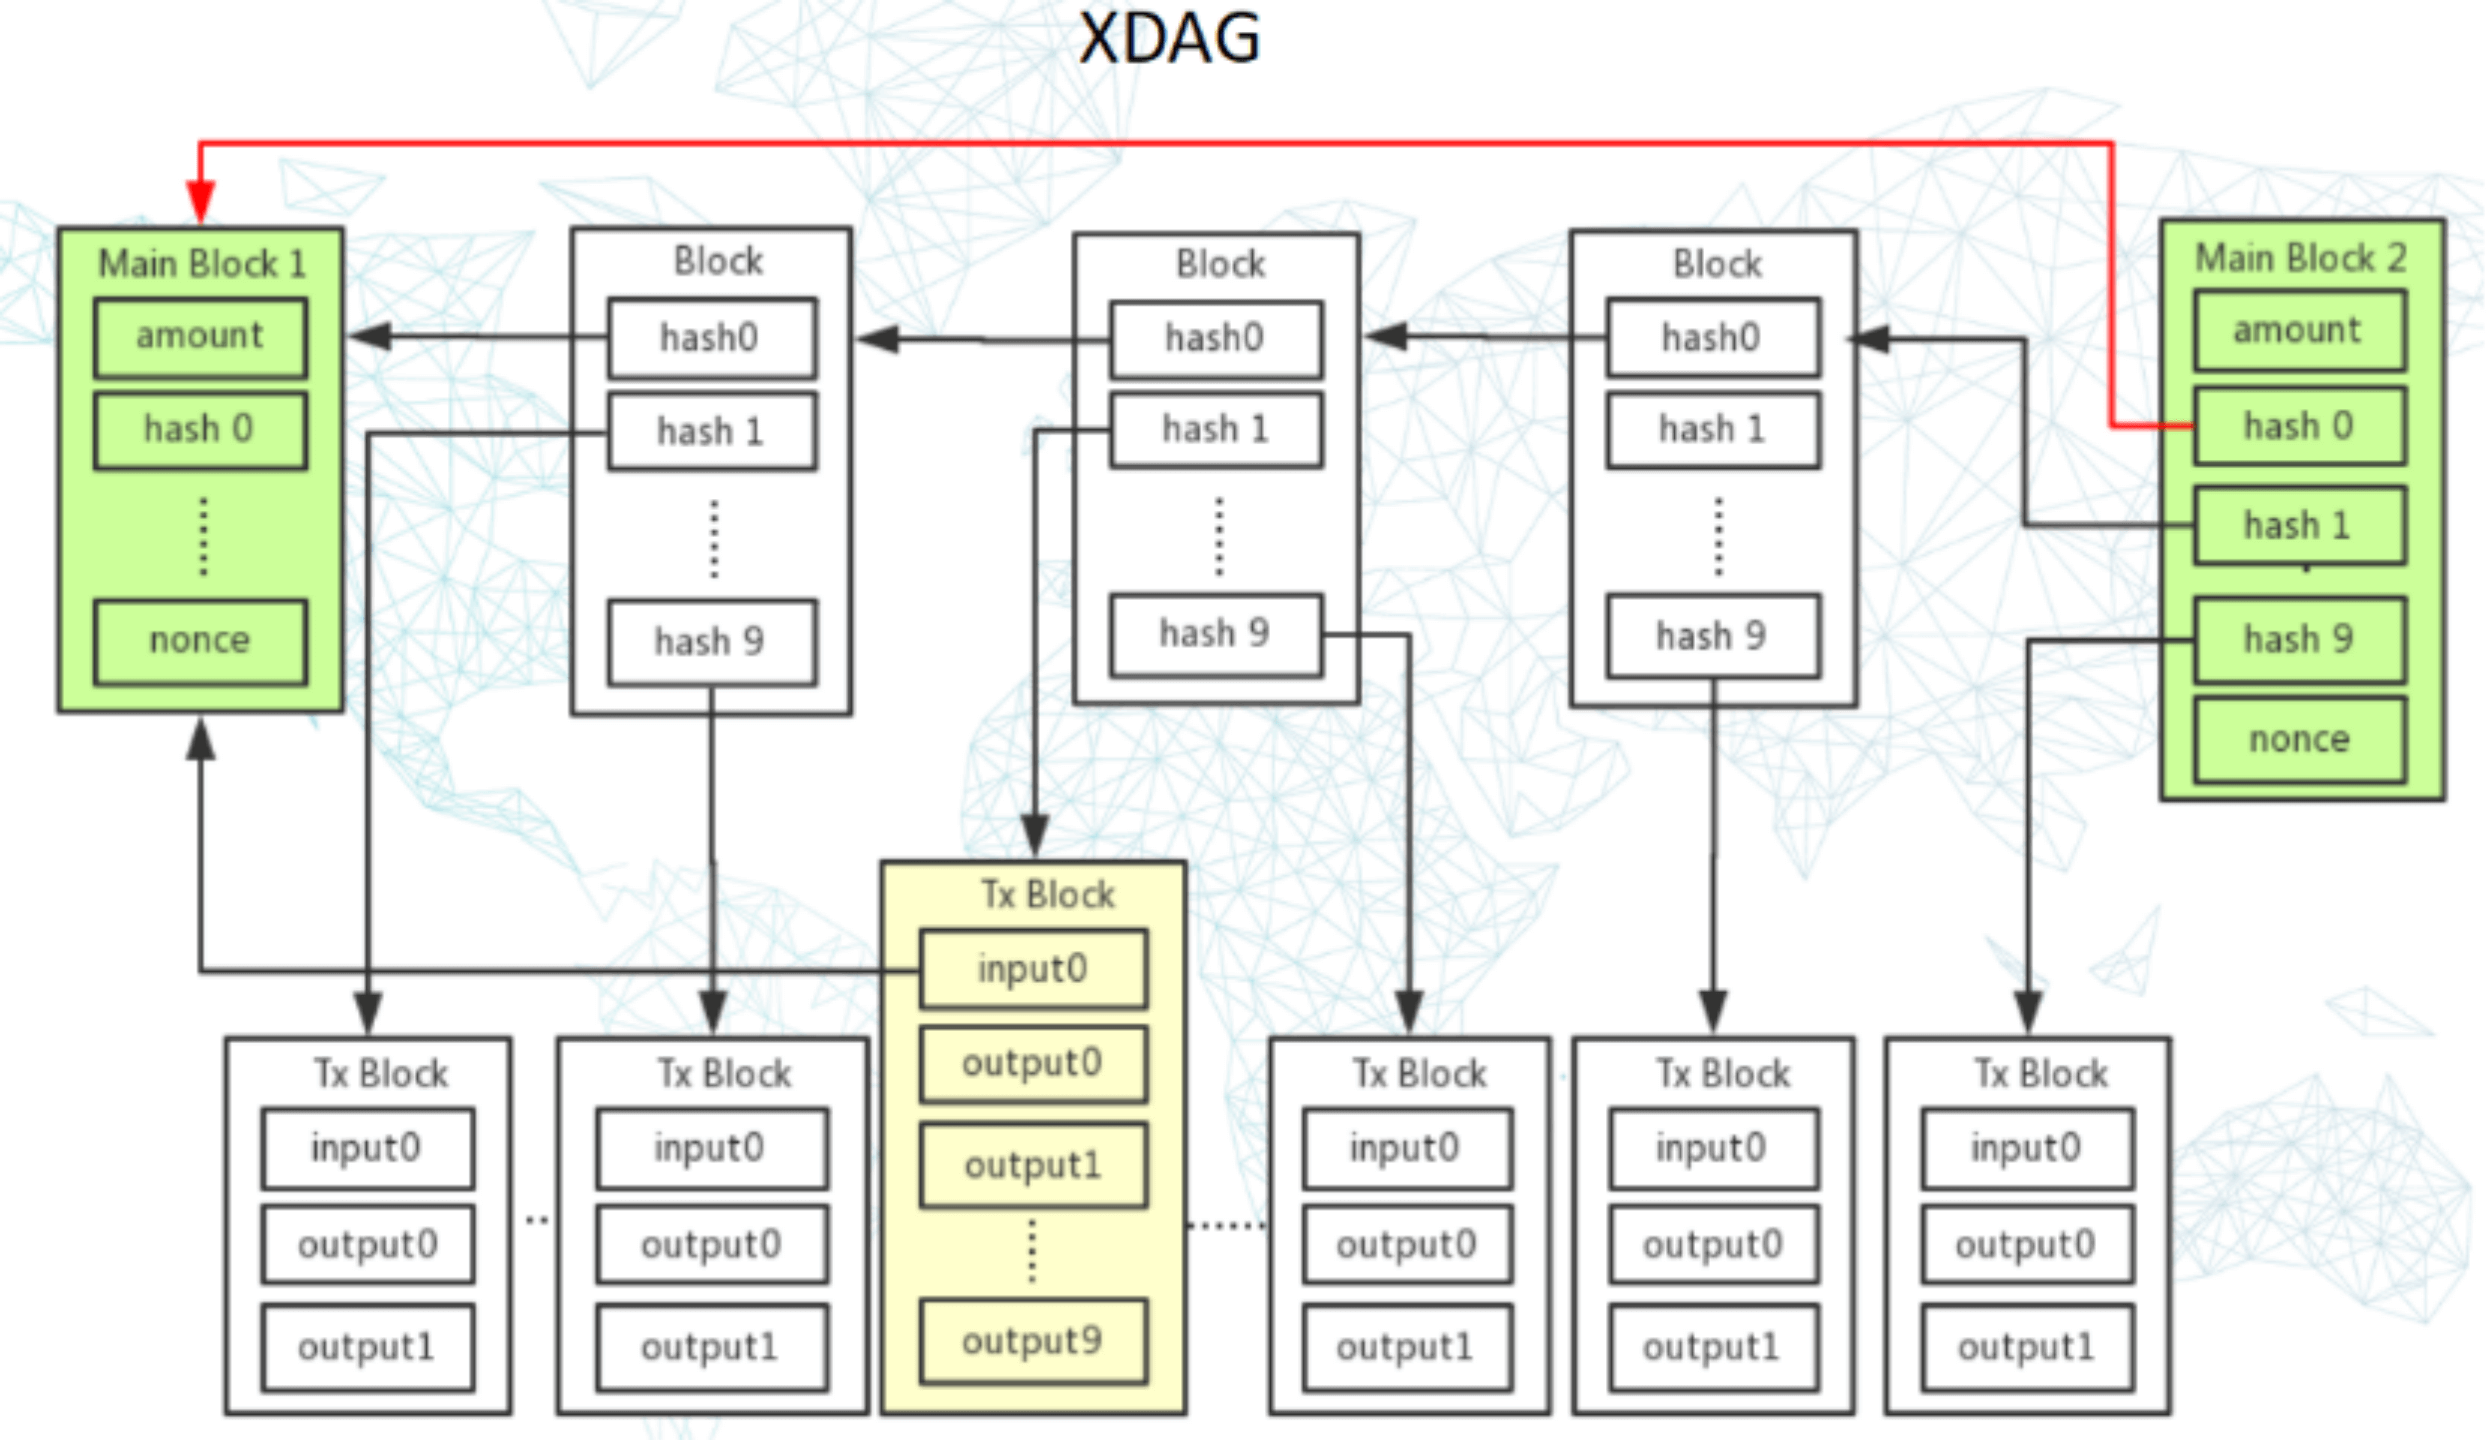 XDAG
Main Block 1
amount
hash 0
nonce
Block
hash0
hash 1
hash 9
Block
hash0
hash 1
hash 9
Block
hash0
hash 1
hash 9
Main Block 2
amount
hash 0
hash 1
hash 9
nonce
Tx Block
input0
output0
output1
Tx Block
input0
output0
output1
Tx Block
input0
output0
output1
output9
Tx Block
input0
output0
output1
Tx Block
input0
output0
output1
Tx Block
input0
output0
output1